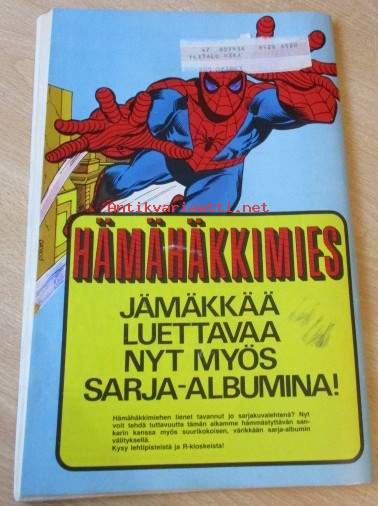 Antikvariaatti.net
HÄMÄHÄKKIMIES
JÄMÄKKÄÄ
LUETTAVAA
NYT MYÖS
SARJA-ALBUMINA!
Hämähäkkimiehen lienet tavannut jo sarjakuvalehtenä? Nyt
voit tehdä tuttavuutta tämän aikamme hämmästyttävän san-
karin kanssa myös suurikokoisen, värikkään sarja-albumin
välityksellä.
Kysy lehtipisteistä ja R-kioskeista!